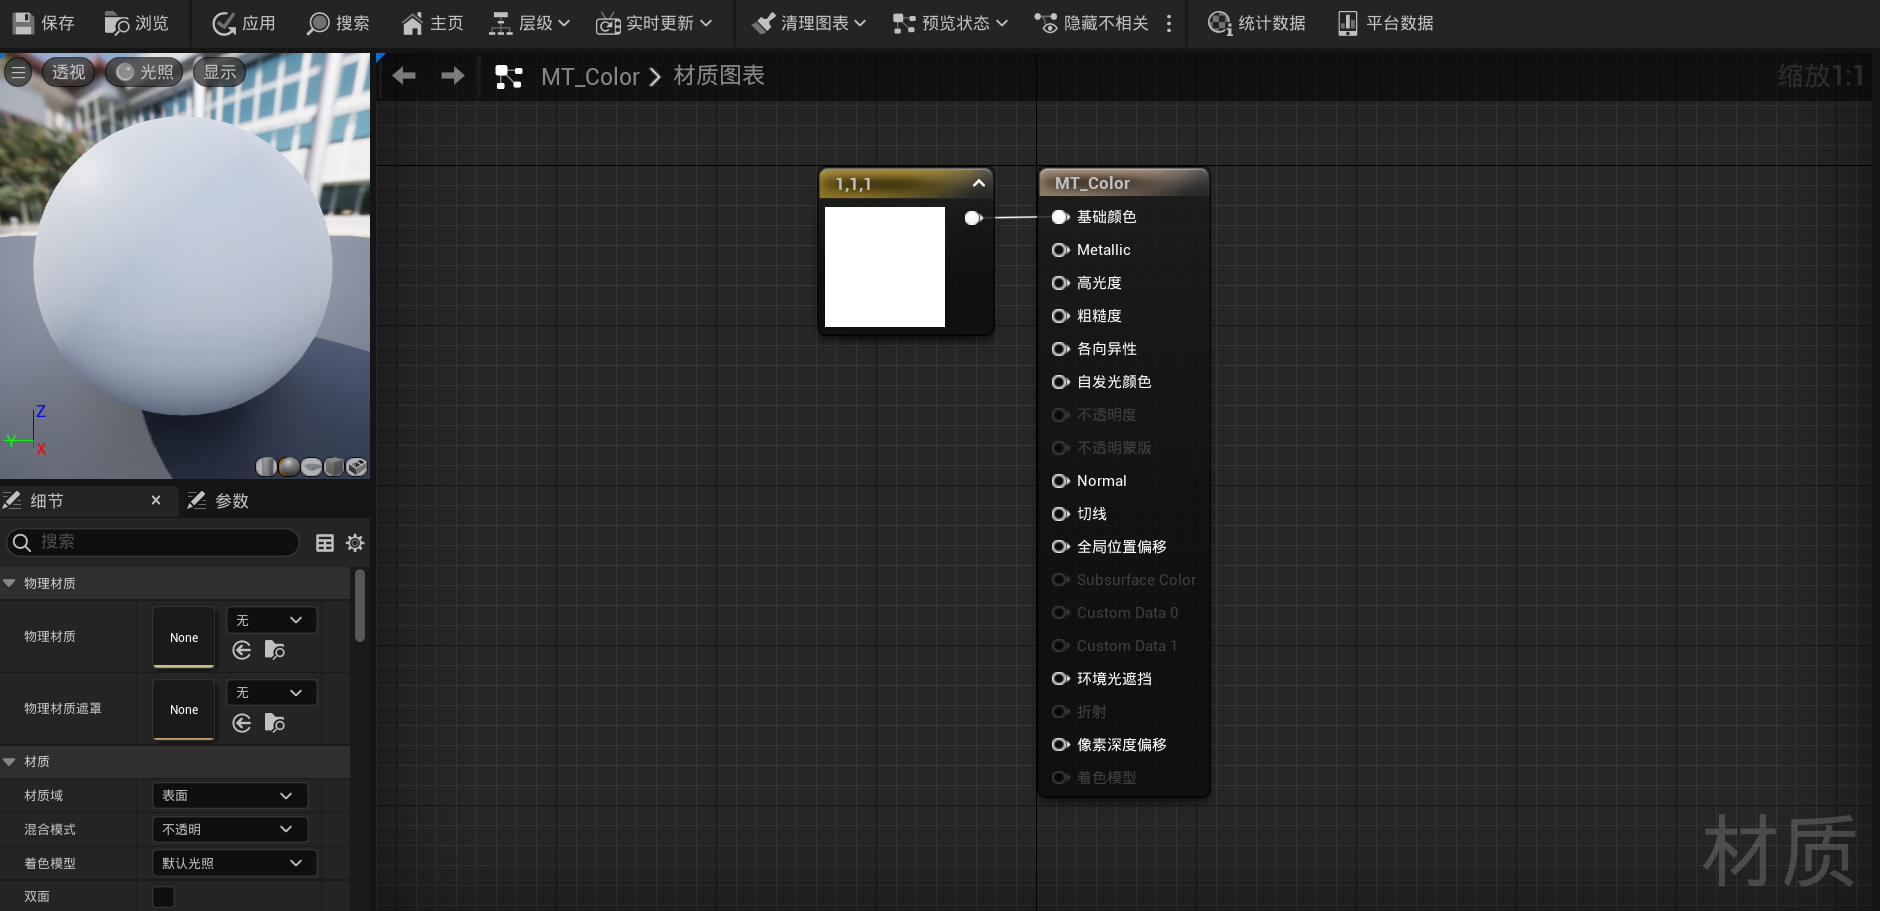 保存 浏览 应用 搜索 主页 层级 实时更新 清理图表 预览状态 隐藏不相关 统计数据 平台数据
透视 光照 显示
MT_Color 材质图表 缩放1:1
1,1,1
MT_Color
基础颜色
Metallic
高光度
粗糙度
各向异性
自发光颜色
不透明度
不透明蒙版
Normal
切线
全局位置偏移
Subsurface Color
Custom Data 0
Custom Data 1
环境光遮挡
折射
像素深度偏移
着色模型
Z
Y
X
细节 参数
搜索
物理材质
物理材质 None 无
物理材质遮罩 None 无
材质
材质域 表面
混合模式 不透明
着色模型 默认光照
双面
材质